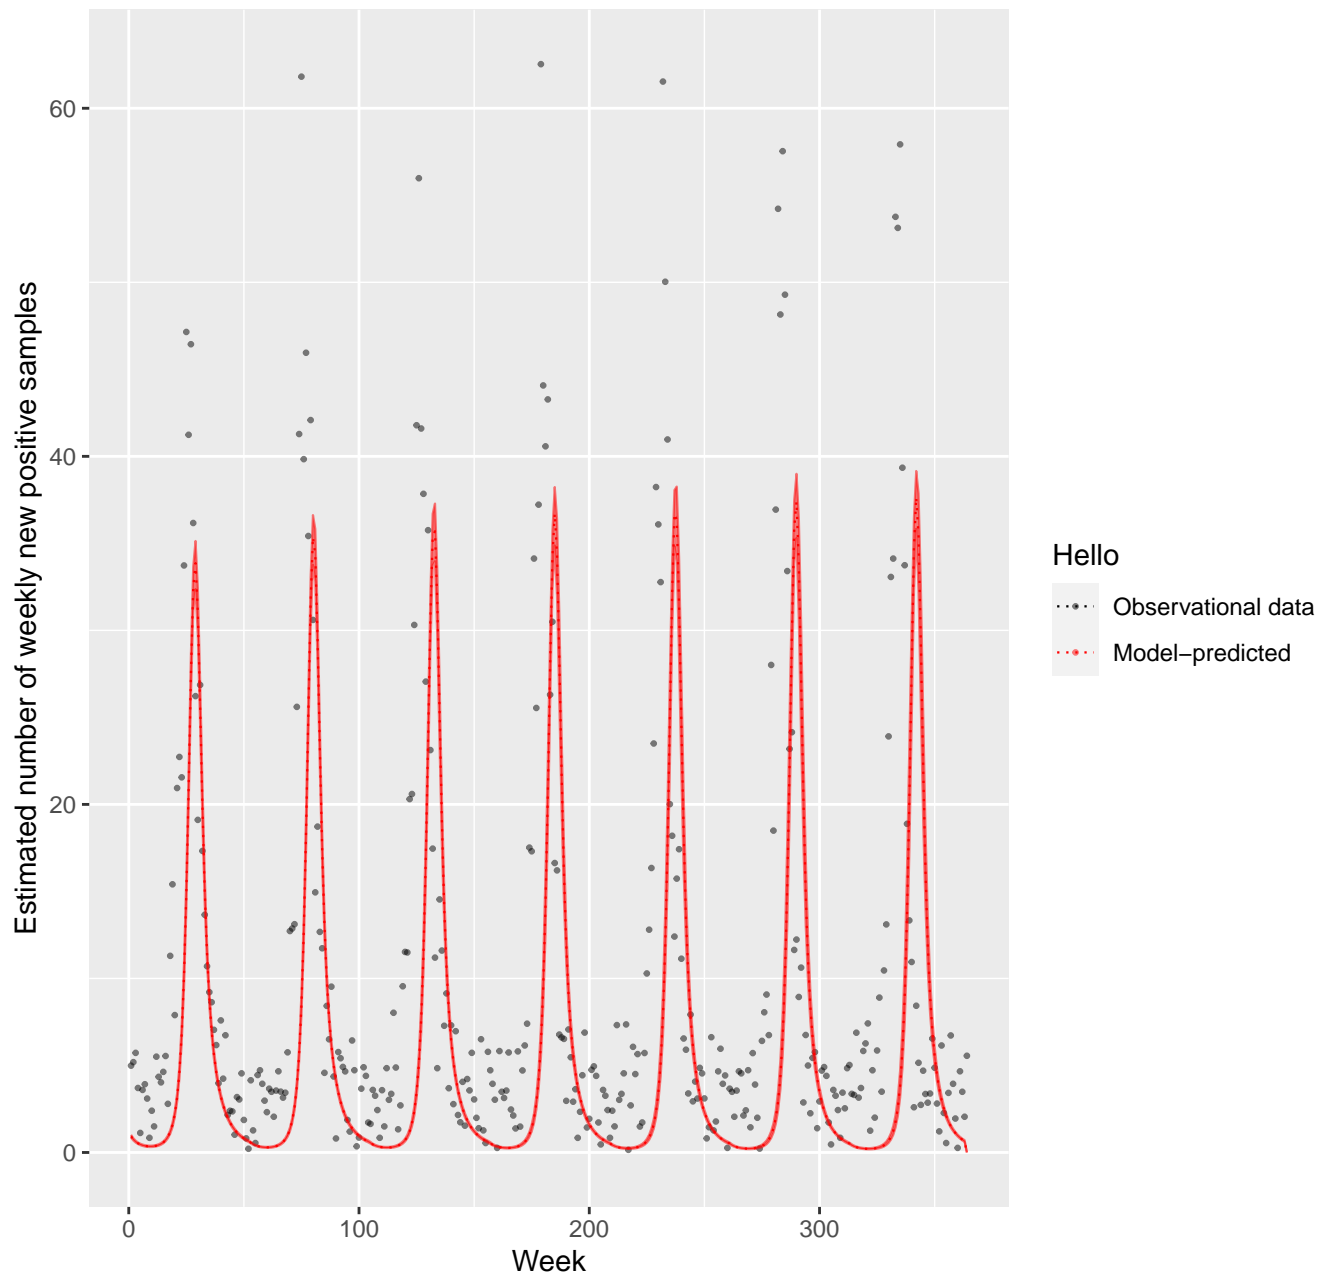 Estimated number of weekly new positive samples
60
40
20
0
0 100 200 300
Week
Hello
Observational data
Model−predicted